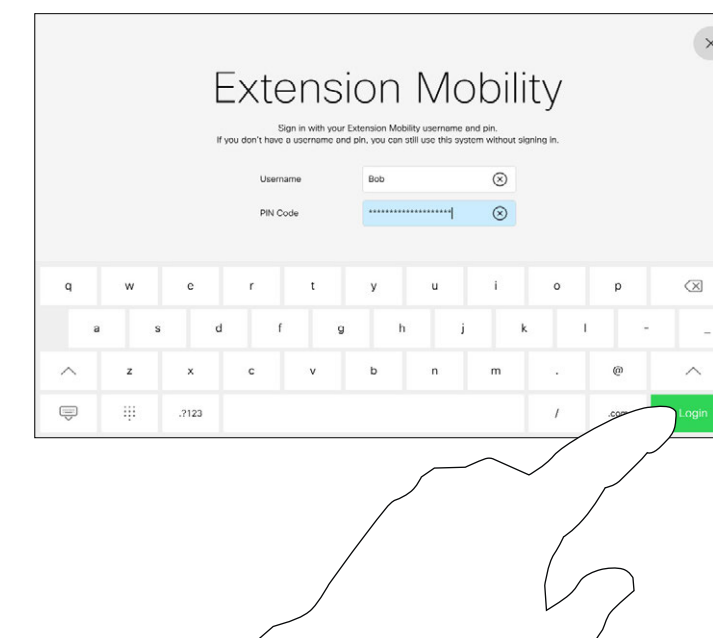 Extension Mobility
Sign in with your Extension Mobility username and pin.
If you don't have a username and pin, you can still use this system without signing in.
Username Bob
PIN Code ********************
q w e r t y u i o p
a s d f g h j k l - _
z x c v b n m . @
.?123 / .com Login